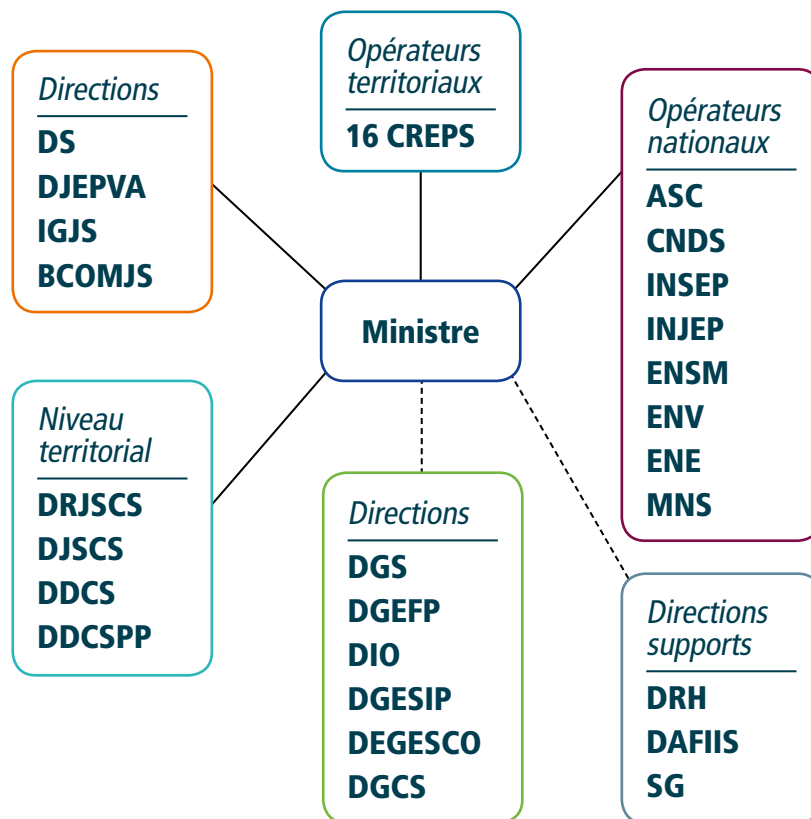 Directions
DS
DJEPVA
IGJS
BCOMJS
Opérateurs
territoriaux
16 CREPS
Opérateurs
nationaux
ASC
CNDS
INSEP
INJEP
ENSM
ENV
ENE
MNS
Ministre
Niveau
territorial
DRJSCS
DJSCS
DDCS
DDCSPP
Directions
DGS
DGEFP
DIO
DGESIP
DEGESCO
DGCS
Directions
supports
DRH
DAFIIS
SG